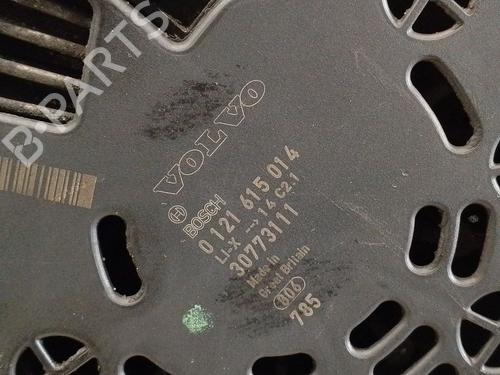 B-PARTS
VOLVO
BOSCH
0 121 615 014
LI-X --- 14 C2.1
30773111
Made in
Great Britain
806
785